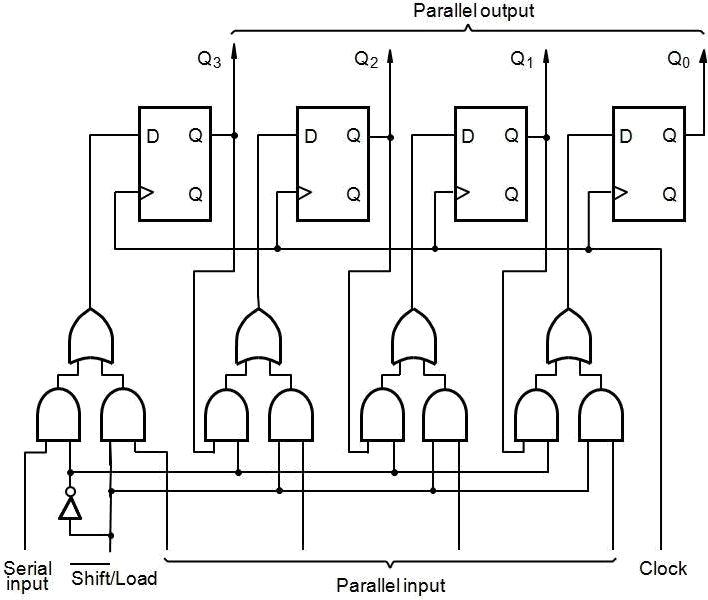 Parallel output
Q3 Q2 Q1 Q0
D Q D Q D Q D Q
Q Q Q Q
Serial input
Shift/Load
Parallel input
Clock